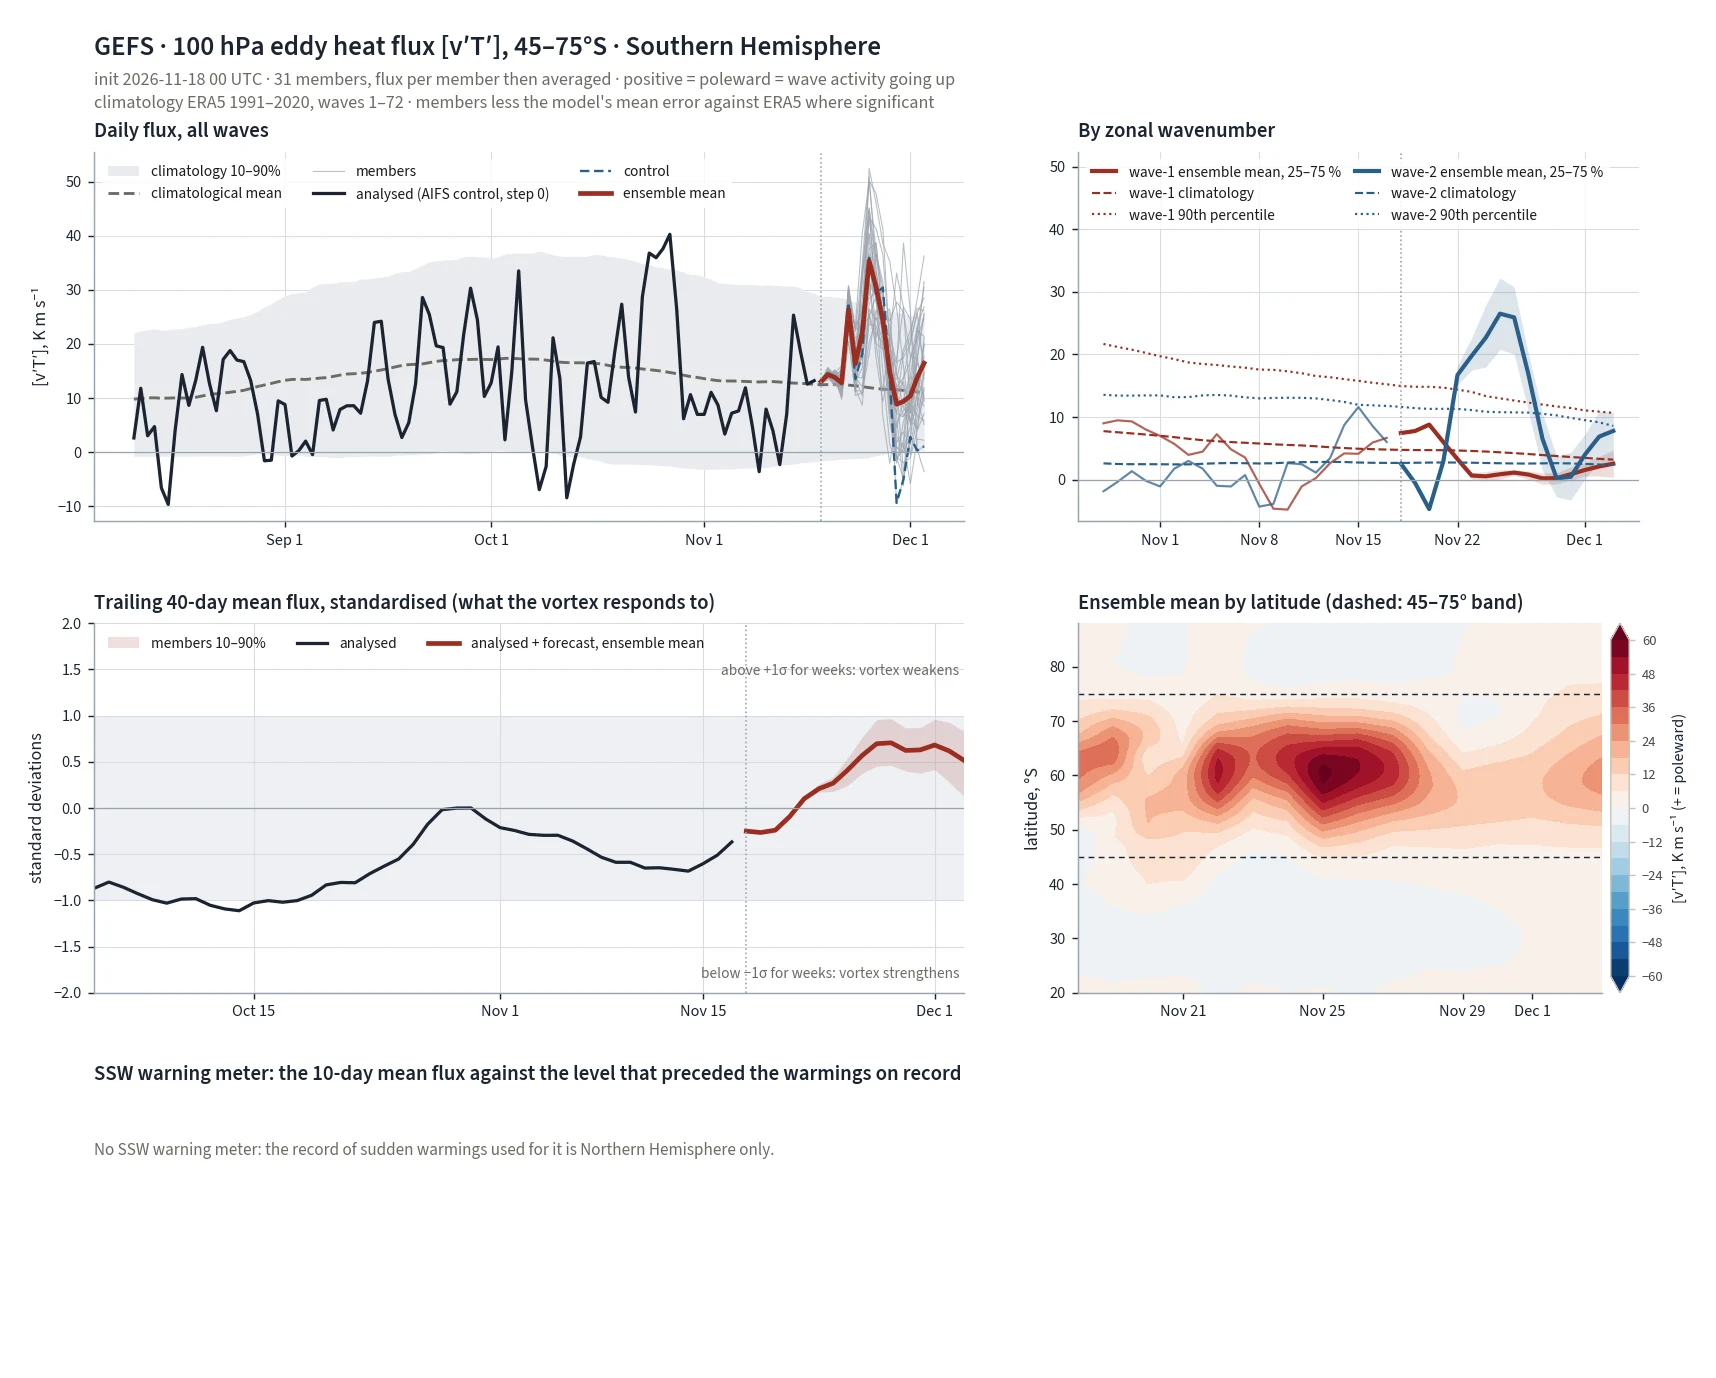 GEFS · 100 hPa eddy heat flux [v′T′], 45–75°S · Southern Hemisphere
init 2026-11-18 00 UTC · 31 members, flux per member then averaged · positive = poleward = wave activity going up
climatology ERA5 1991–2020, waves 1–72 · members less the model's mean error against ERA5 where significant
Daily flux, all waves
climatology 10–90%
members
control
climatological mean
analysed (AIFS control, step 0)
ensemble mean
[v′T′], K m s⁻¹
50
40
30
20
10
0
−10
Sep 1
Oct 1
Nov 1
Dec 1
By zonal wavenumber
wave-1 ensemble mean, 25–75 %
wave-2 ensemble mean, 25–75 %
wave-1 climatology
wave-2 climatology
wave-1 90th percentile
wave-2 90th percentile
50
40
30
20
10
0
Nov 1
Nov 8
Nov 15
Nov 22
Dec 1
Trailing 40-day mean flux, standardised (what the vortex responds to)
members 10–90%
analysed
analysed + forecast, ensemble mean
above +1σ for weeks: vortex weakens
below −1σ for weeks: vortex strengthens
standard deviations
2.0
1.5
1.0
0.5
0.0
−0.5
−1.0
−1.5
−2.0
Oct 15
Nov 1
Nov 15
Dec 1
Ensemble mean by latitude (dashed: 45–75° band)
latitude, °S
80
70
60
50
40
30
20
Nov 21
Nov 25
Nov 29
Dec 1
60
48
36
24
12
0
−12
−24
−36
−48
−60
[v′T′], K m s⁻¹ (+ = poleward)
SSW warning meter: the 10-day mean flux against the level that preceded the warmings on record
No SSW warning meter: the record of sudden warmings used for it is Northern Hemisphere only.